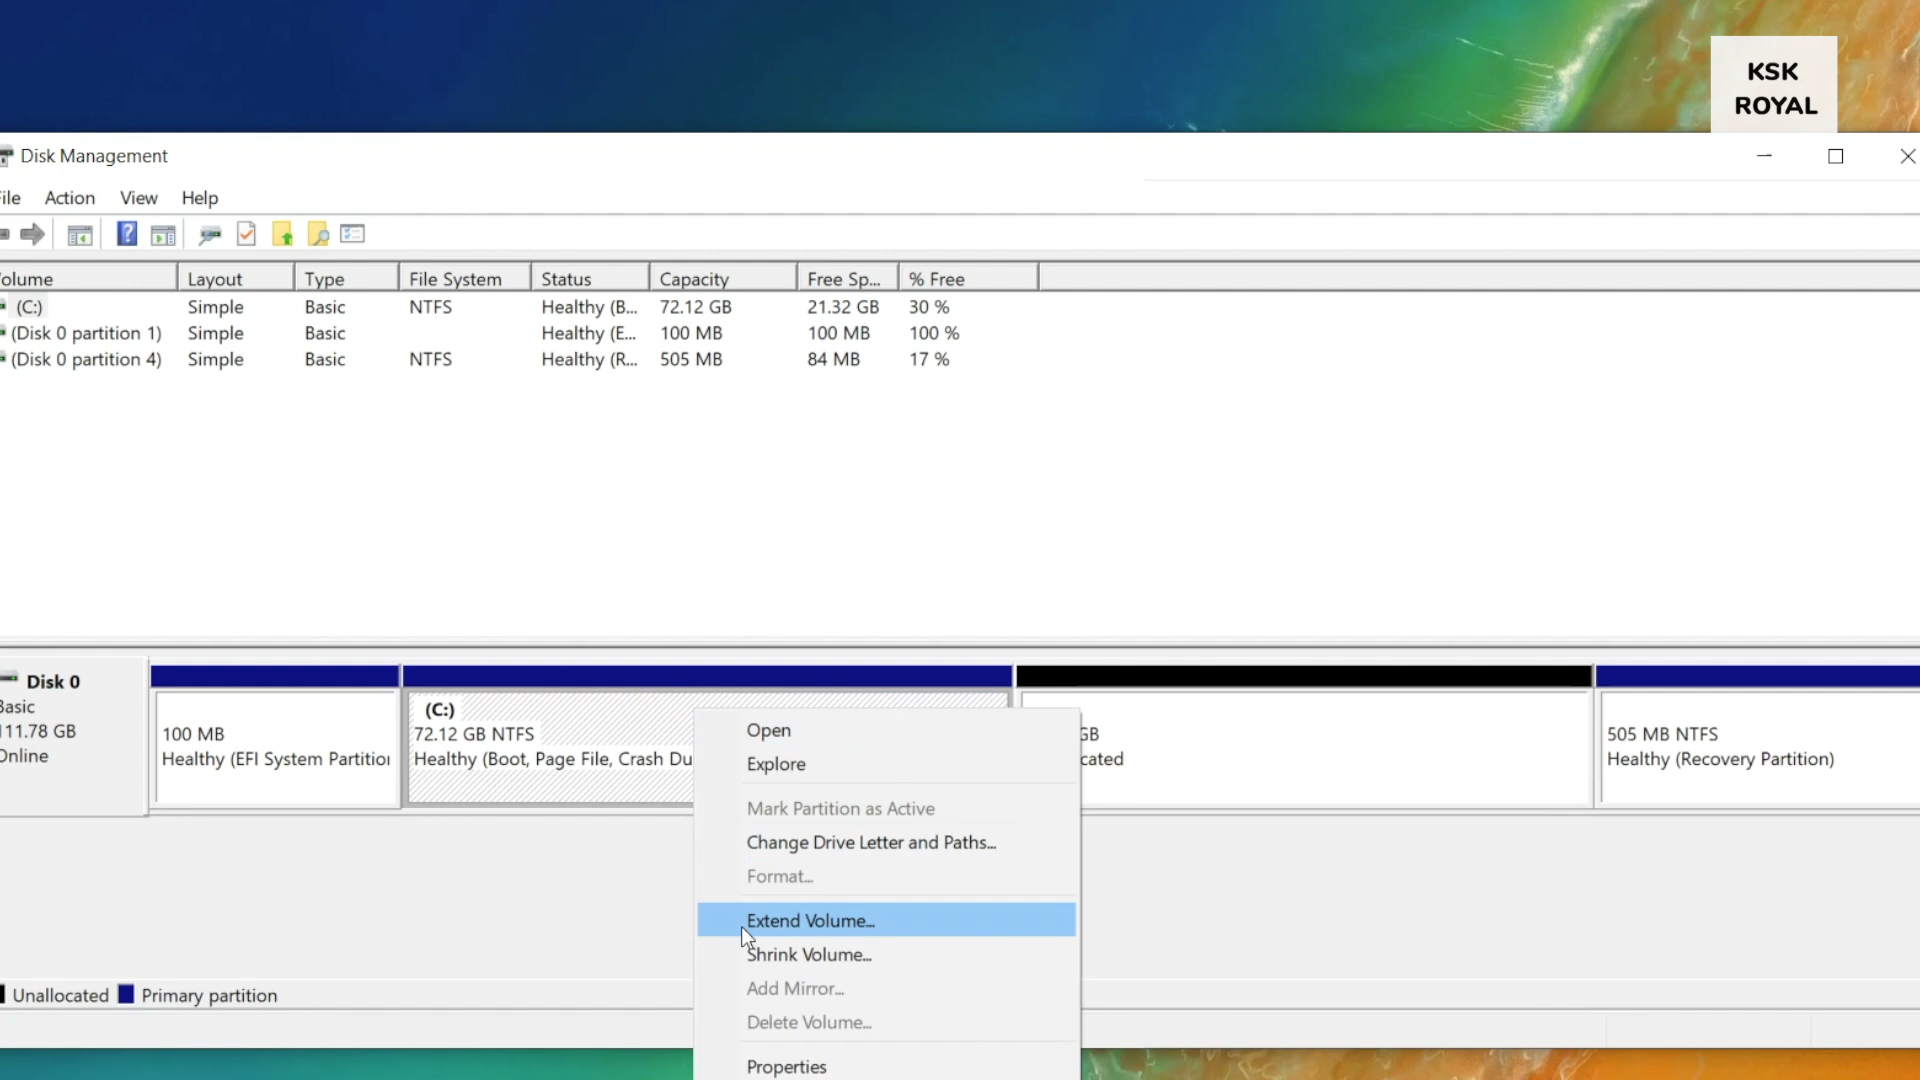 KSK
ROYAL
Disk Management
File Action View Help
Volume Layout Type File System Status Capacity Free Sp... % Free
(C:) Simple Basic NTFS Healthy (B... 72.12 GB 21.32 GB 30 %
(Disk 0 partition 1) Simple Basic Healthy (E... 100 MB 100 MB 100 %
(Disk 0 partition 4) Simple Basic NTFS Healthy (R... 505 MB 84 MB 17 %
Disk 0
Basic
111.78 GB
Online
100 MB
Healthy (EFI System Partition
(C:)
72.12 GB NTFS
Healthy (Boot, Page File, Crash Du
GB
cated
505 MB NTFS
Healthy (Recovery Partition)
Open
Explore
Mark Partition as Active
Change Drive Letter and Paths...
Format...
Extend Volume...
Shrink Volume...
Add Mirror...
Delete Volume...
Properties
Unallocated Primary partition